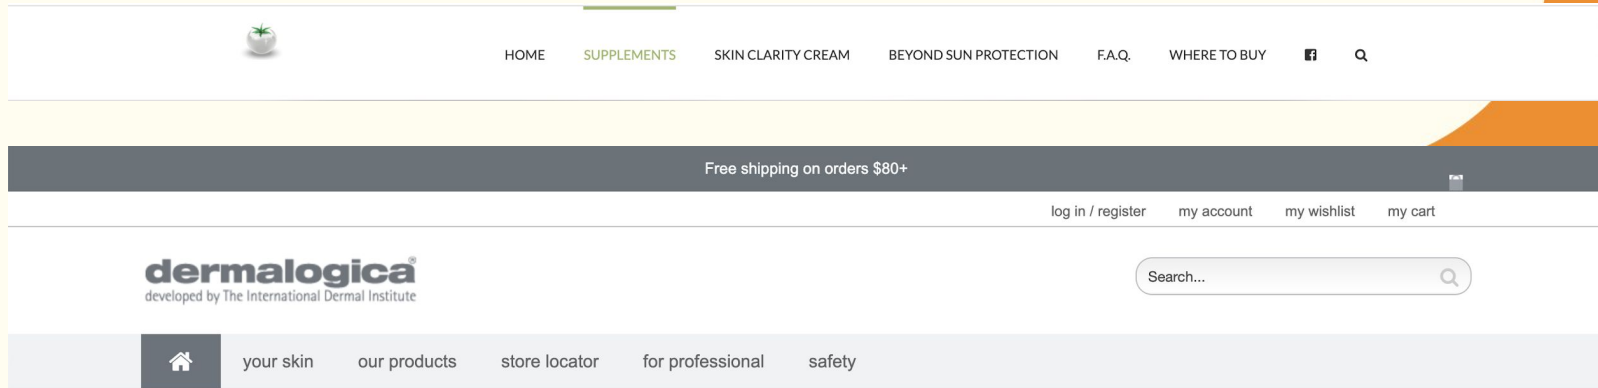 HOME SUPPLEMENTS SKIN CLARITY CREAM BEYOND SUN PROTECTION F.A.Q. WHERE TO BUY
Free shipping on orders $80+
log in / register my account my wishlist my cart
dermalogica®
developed by The International Dermal Institute
Search...
your skin our products store locator for professional safety